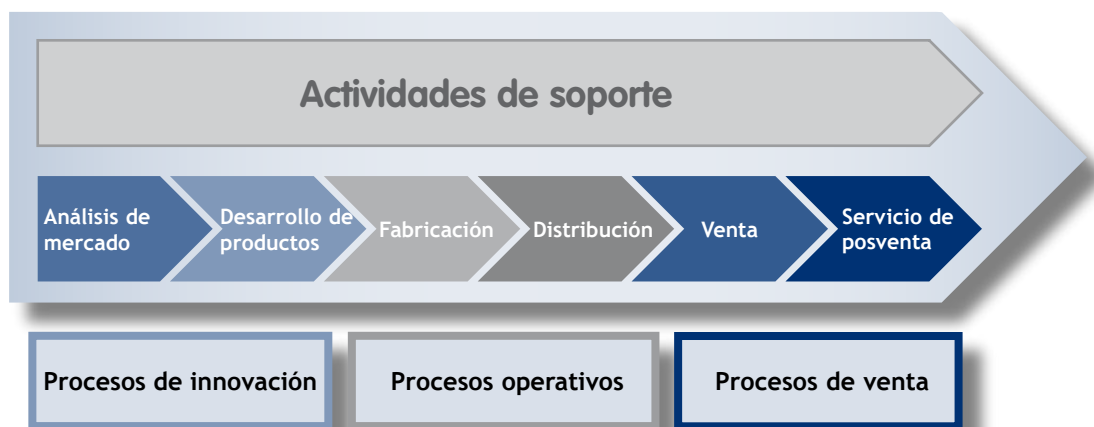 Actividades de soporte
Análisis de
mercado
Desarrollo de
productos
Fabricación
Distribución
Venta
Servicio de
posventa
Procesos de innovación
Procesos operativos
Procesos de venta